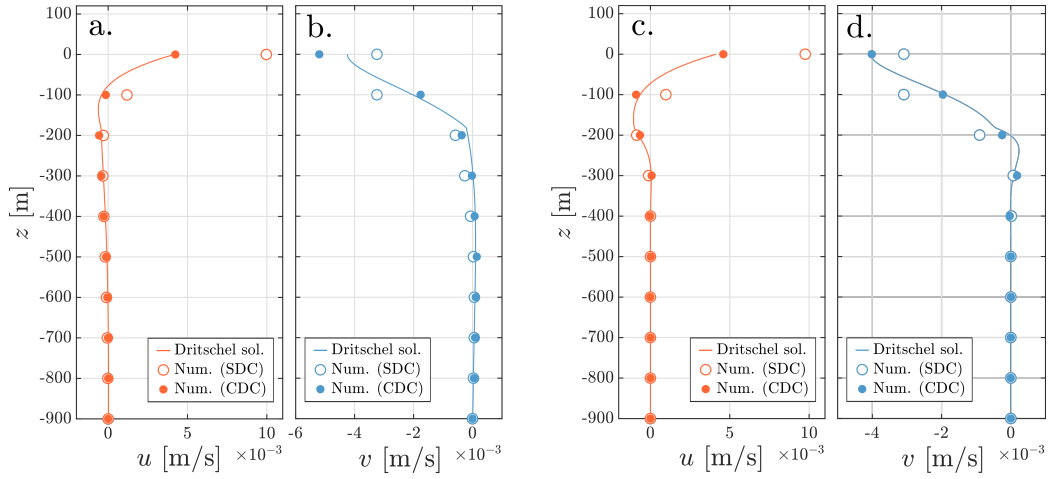 a.
b.
c.
d.
100
0
-100
-200
-300
-400
-500
-600
-700
-800
-900
z [m]
Dritschel sol.
Num. (SDC)
Num. (CDC)
0 5 10
×10⁻³
u [m/s]
Dritschel sol.
Num. (SDC)
Num. (CDC)
-6 -4 -2 0
×10⁻³
v [m/s]
100
0
-100
-200
-300
-400
-500
-600
-700
-800
-900
z [m]
Dritschel sol.
Num. (SDC)
Num. (CDC)
0 5 10
×10⁻³
u [m/s]
Dritschel sol.
Num. (SDC)
Num. (CDC)
-4 -2 0
×10⁻³
v [m/s]